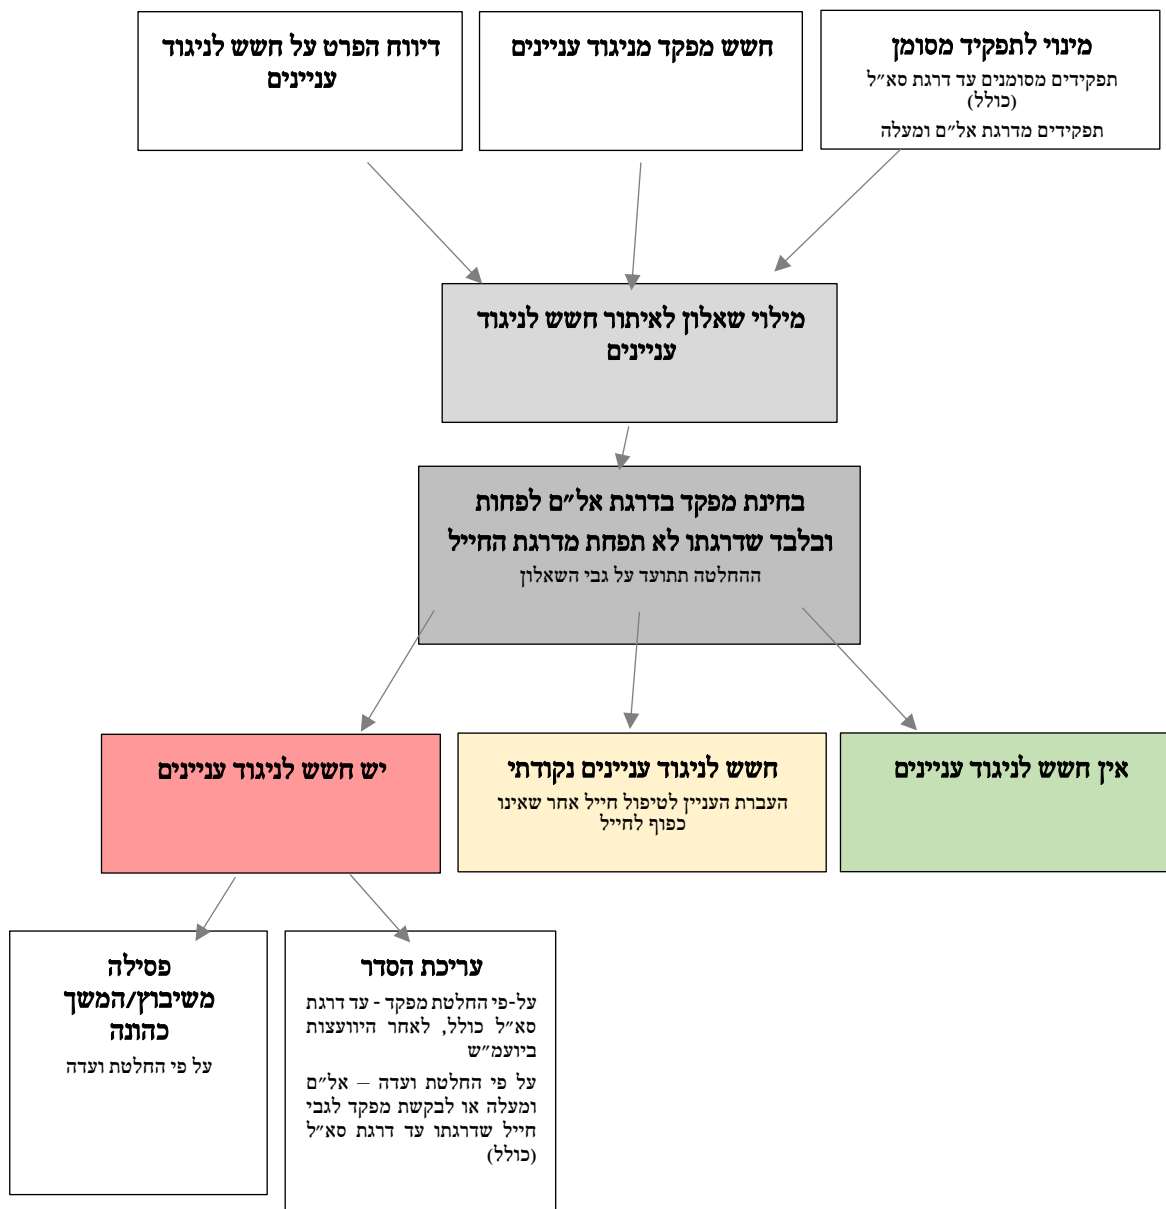 מינוי לתפקיד מסומן
תפקידים מסומנים עד דרגת סא״ל
(כולל)
תפקידים מדרגת אל״ם ומעלה
חשש מפקד מניגוד עניינים
דיווח הפרט על חשש לניגוד
עניינים
מילוי שאלון לאיתור חשש לניגוד
עניינים
בחינת מפקד בדרגת אל״ם לפחות
ובלבד שדרגתו לא תפחת מדרגת החייל
ההחלטה תתועד על גבי השאלון
אין חשש לניגוד עניינים
חשש לניגוד עניינים נקודתי
העברת העניין לטיפול חייל אחר שאינו
כפוף לחייל
יש חשש לניגוד עניינים
עריכת הסדר
על-פי החלטת מפקד - עד דרגת
סא״ל כולל, לאחר היוועצות
ביועמ״ש
על פי החלטת ועדה – אל״ם
ומעלה או לבקשת מפקד לגבי
חייל שדרגתו עד דרגת סא״ל
(כולל)
פסילה
משיבוץ/המשך
כהונה
על פי החלטת ועדה